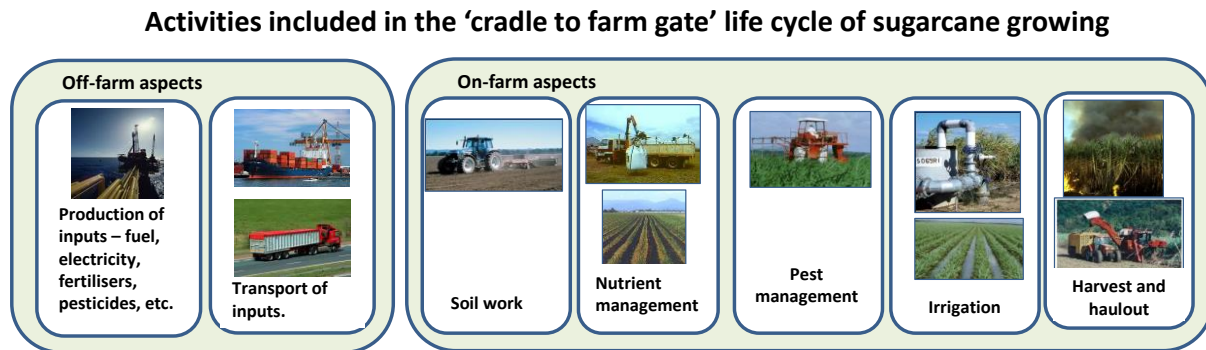 Activities included in the ‘cradle to farm gate’ life cycle of sugarcane growing
Off-farm aspects
Production of
inputs – fuel,
electricity,
fertilisers,
pesticides, etc.
Transport of
inputs.
On-farm aspects
Soil work
Nutrient
management
Pest
management
Irrigation
Harvest and
haulout